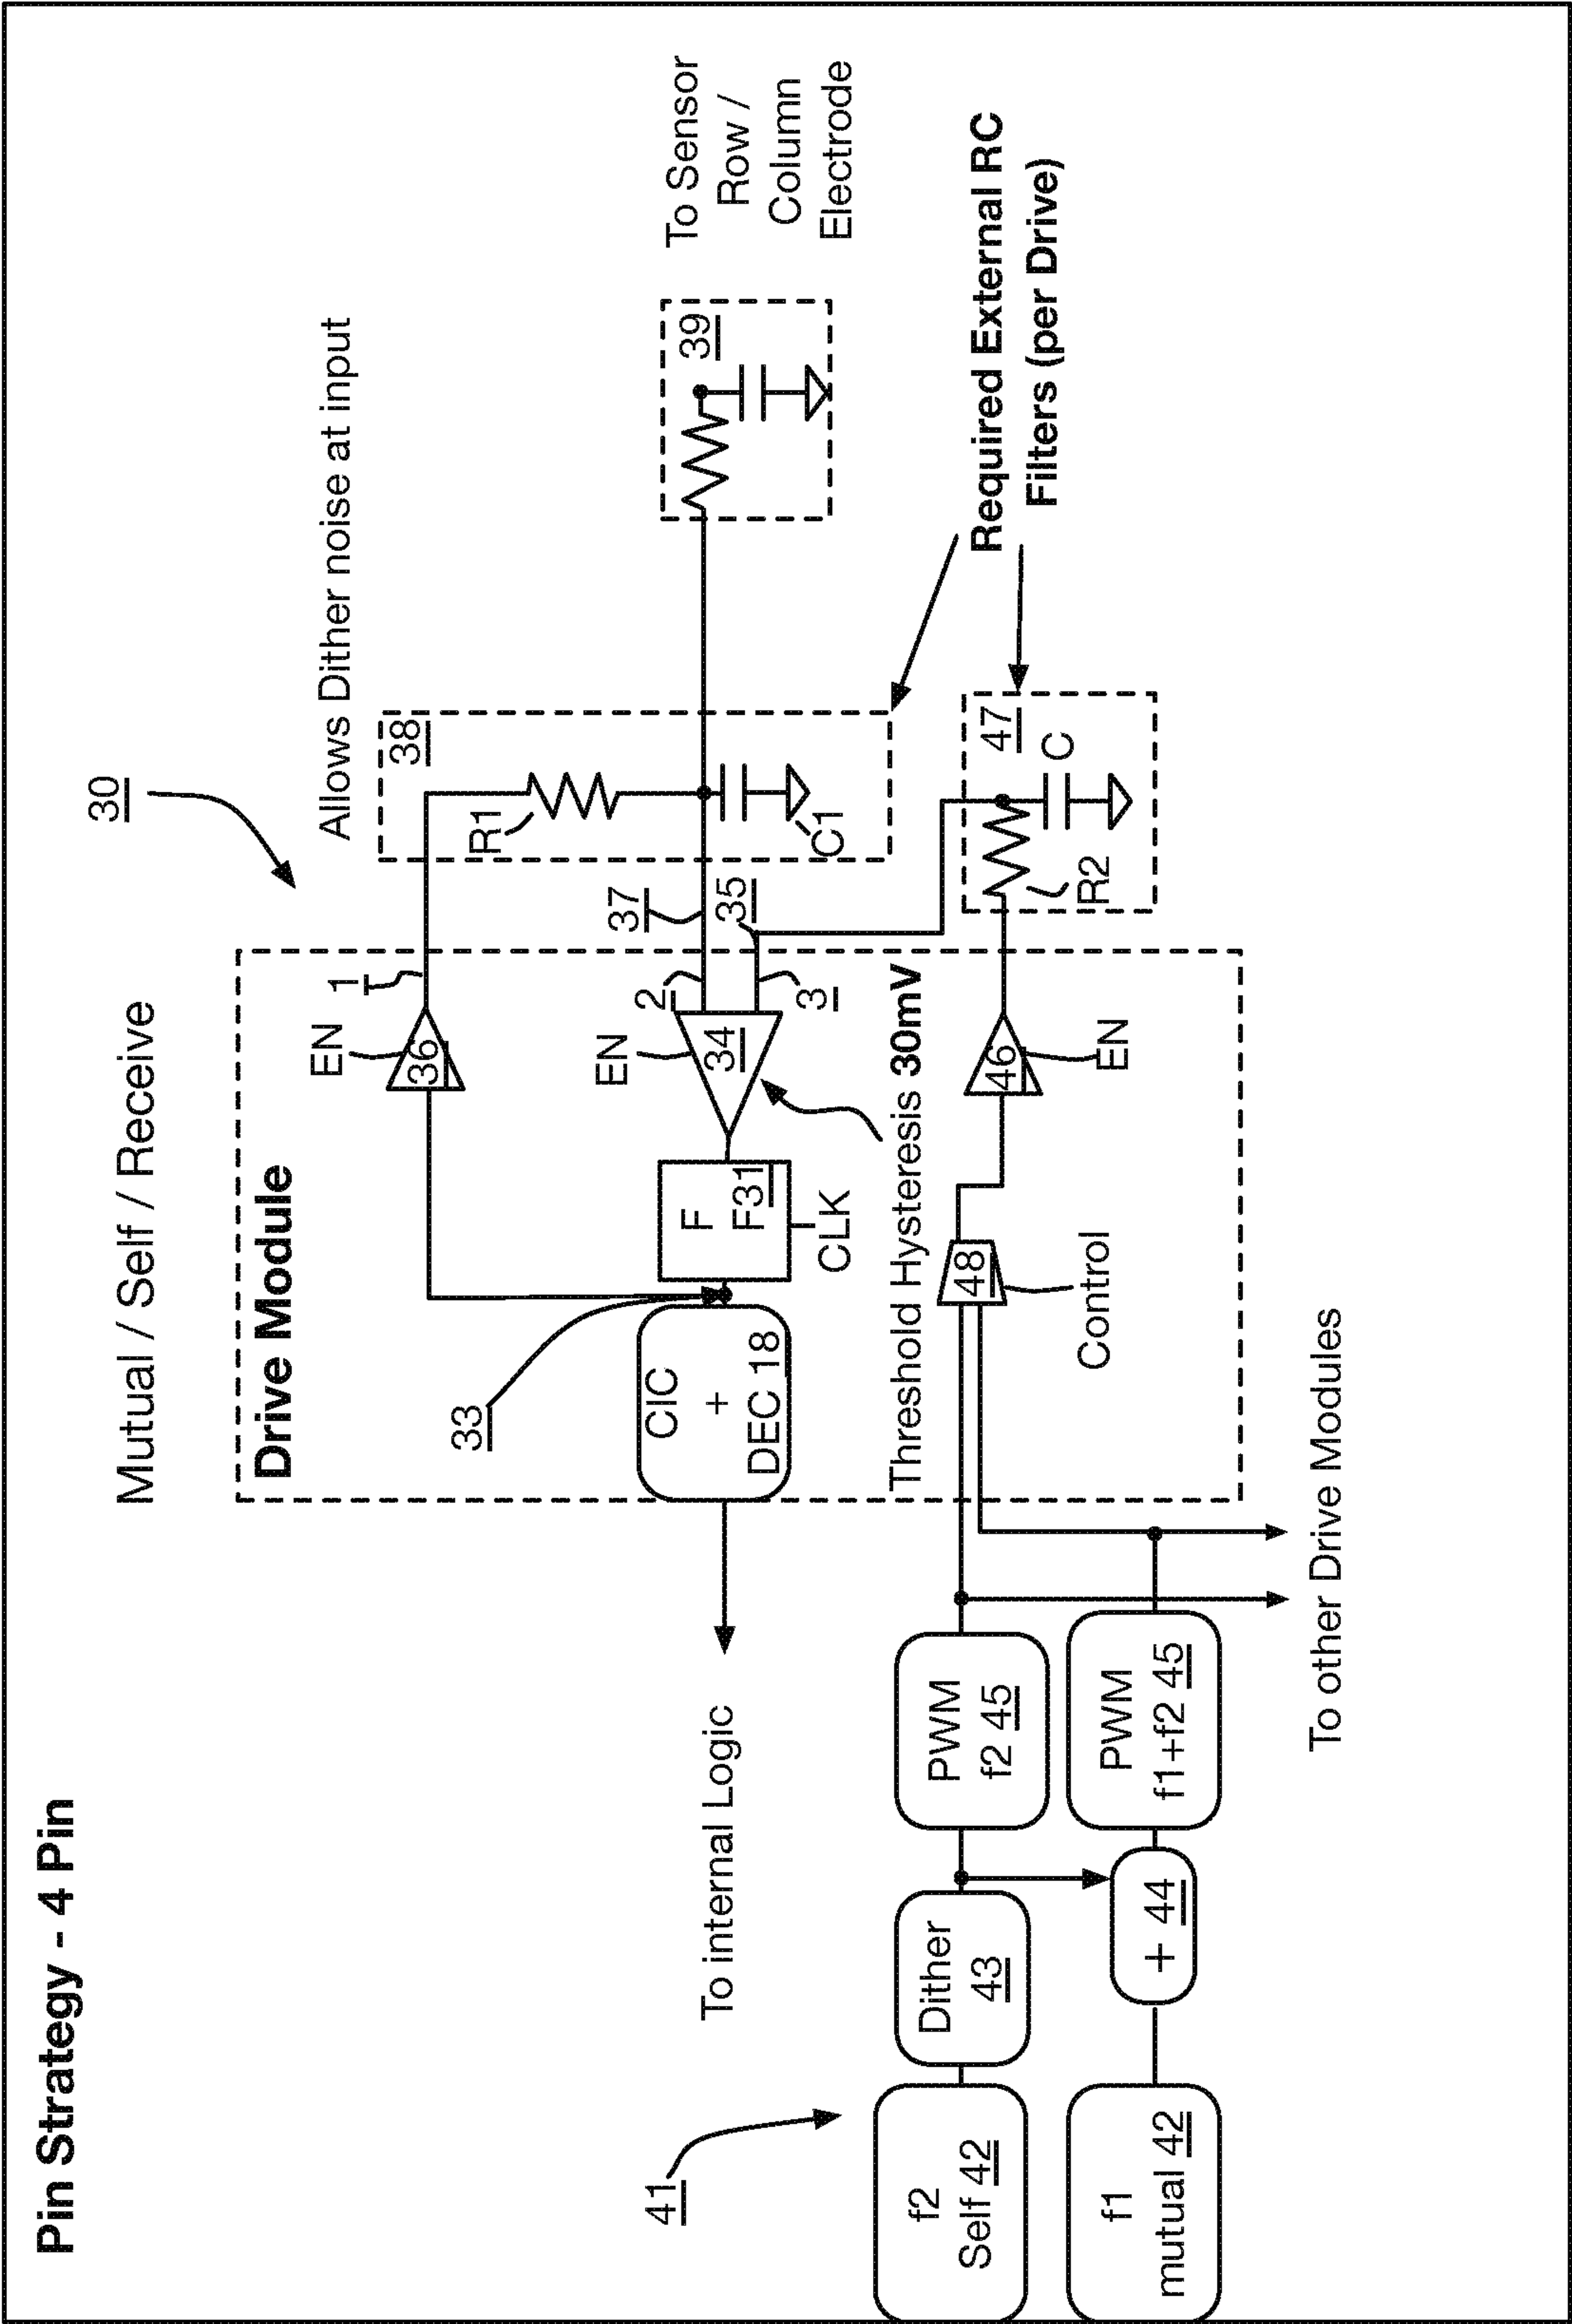 Pin Strategy - 4 Pin
Mutual / Self / Receive
30
Allows Dither noise at input
Drive Module
EN
36
1
R1
38
33
CIC
+
DEC 18
F
F31
CLK
EN
34
2
3
37
35
C1
39
To Sensor
Row /
Column
Electrode
To internal Logic
Threshold Hysteresis 30mV
41
f2
Self 42
Dither
43
PWM
f2 45
48
Control
46
EN
R2
47
C
Required External RC
Filters (per Drive)
f1
mutual 42
+ 44
PWM
f1+f2 45
To other Drive Modules